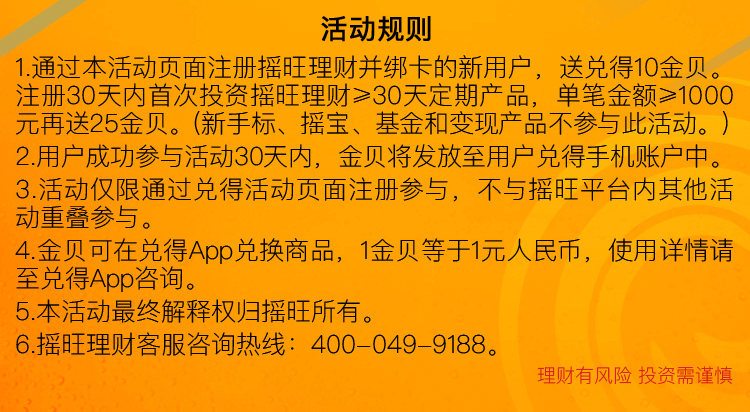 活动规则
1.通过本活动页面注册摇旺理财并绑卡的新用户，送兑得10金贝。
注册30天内首次投资摇旺理财≥30天定期产品，单笔金额≥1000
元再送25金贝。（新手标、摇宝、基金和变现产品不参与此活动。）
2.用户成功参与活动30天内，金贝将发放至用户兑得手机账户中。
3.活动仅限通过兑得活动页面注册参与，不与摇旺平台内其他活
动重叠参与。
4.金贝可在兑得App兑换商品，1金贝等于1元人民币，使用详情请
至兑得App咨询。
5.本活动最终解释权归摇旺所有。
6.摇旺理财客服咨询热线：400-049-9188。
理财有风险 投资需谨慎